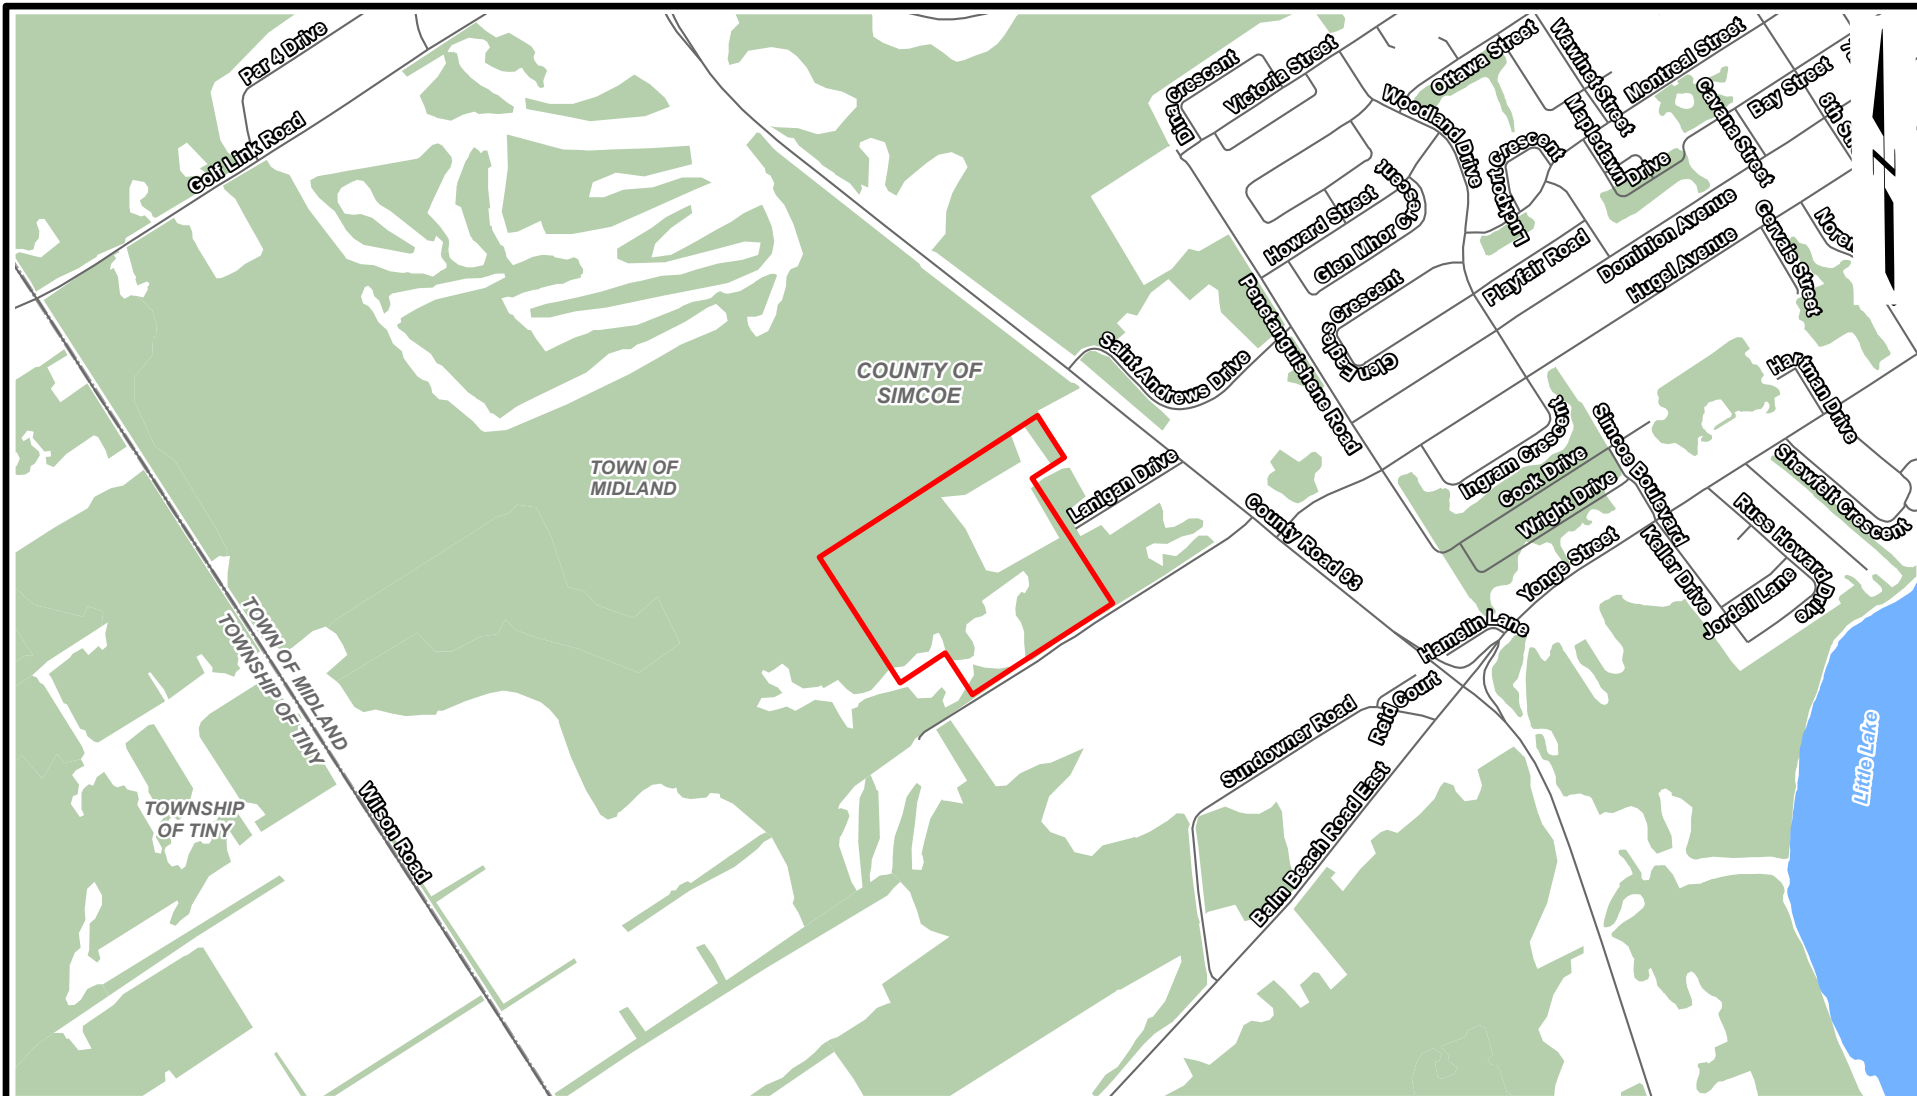 Par 4 Drive
Golf Link Road
Crescent
Dina
Victoria Street
Ottawa Street
Wawinet Street
Montreal Street
Woodland Drive
Mapledawn
Drive
Cavana Street
Bay Street
8th
Crescent
Luckport
Howard Street
Glen Mhor Crescent
Gervais Street
Dominion Avenue
Hugel Avenue
Playfair Road
Penetanguishene Road
Crescent
Glen Eagles
Saint Andrews Drive
COUNTY OF
SIMCOE
TOWN OF
MIDLAND
Lanigan Drive
County Road 93
Ingram Crescent
Cook Drive
Wright Drive
Simcoe Boulevard
Hartman Drive
Shewfelt Crescent
Russ Howard
Drive
Keller Drive
Jordeli Lane
Yonge Street
Hamelin Lane
Reid Court
Sundowner Road
Balm Beach Road East
Little Lake
TOWN OF MIDLAND
TOWNSHIP OF TINY
TOWNSHIP
OF TINY
Wilson Road
N